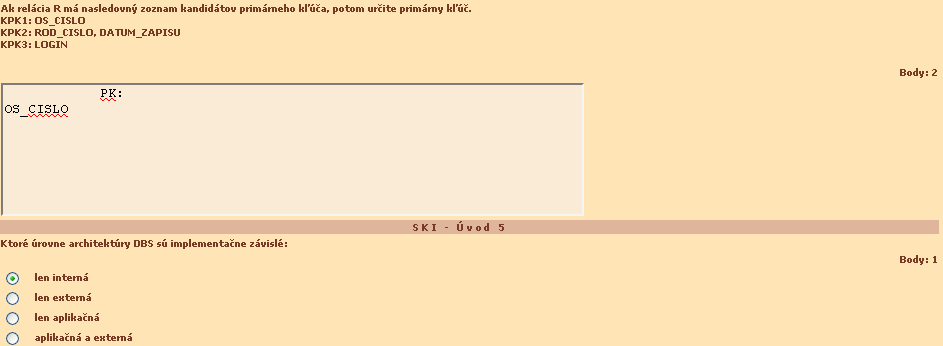 Ak relácia R má nasledovný zoznam kandidátov primárneho kľúča, potom určite primárny kľúč.
KPK1: OS_CISLO
KPK2: ROD_CISLO, DATUM_ZAPISU
KPK3: LOGIN
Body: 2
PK:
OS_CISLO
SKI - Úvod 5
Ktoré úrovne architektúry DBS sú implementačne závislé:
Body: 1
len interná
len externá
len aplikačná
aplikačná a externá